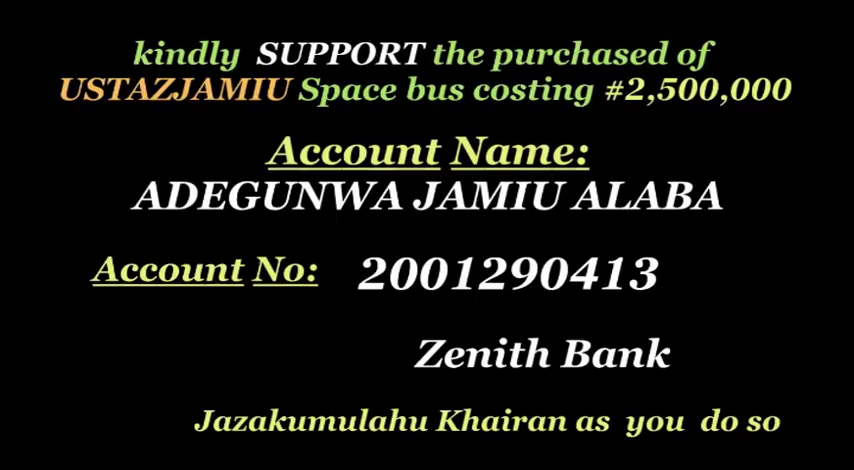 kindly SUPPORT the purchased of
USTAZJAMIU Space bus costing #2,500,000
Account Name:
ADEGUNWA JAMIU ALABA
Account No: 2001290413
Zenith Bank
Jazakumulahu Khairan as you do so